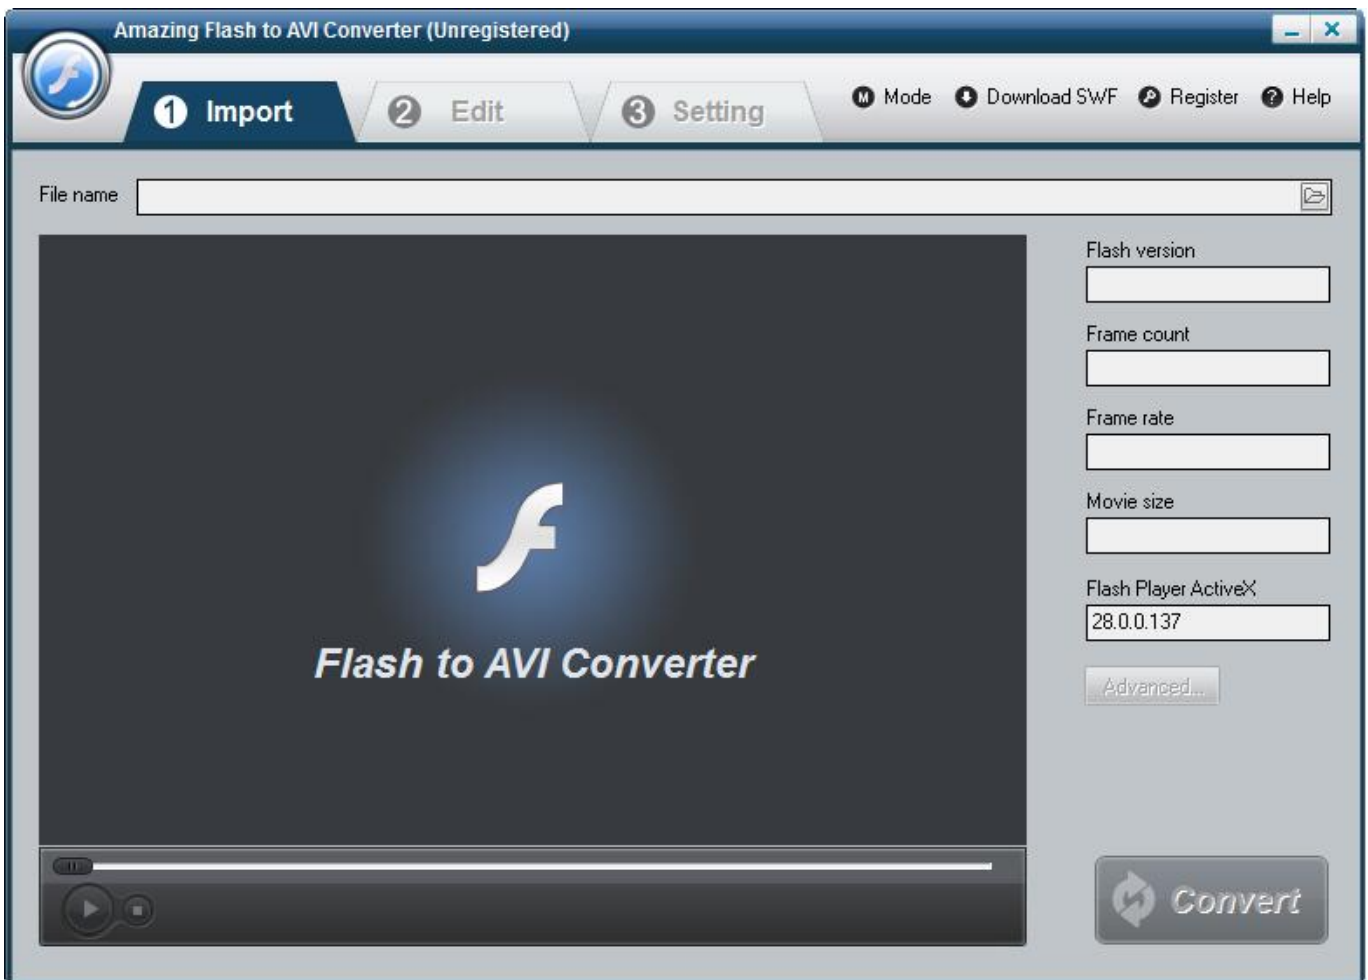 Amazing Flash to AVI Converter (Unregistered)
1 Import
2 Edit
3 Setting
M Mode
Download SWF
Register
? Help
File name
Flash version
Frame count
Frame rate
Movie size
Flash Player ActiveX
28.0.0.137
Advanced...
Flash to AVI Converter
Convert